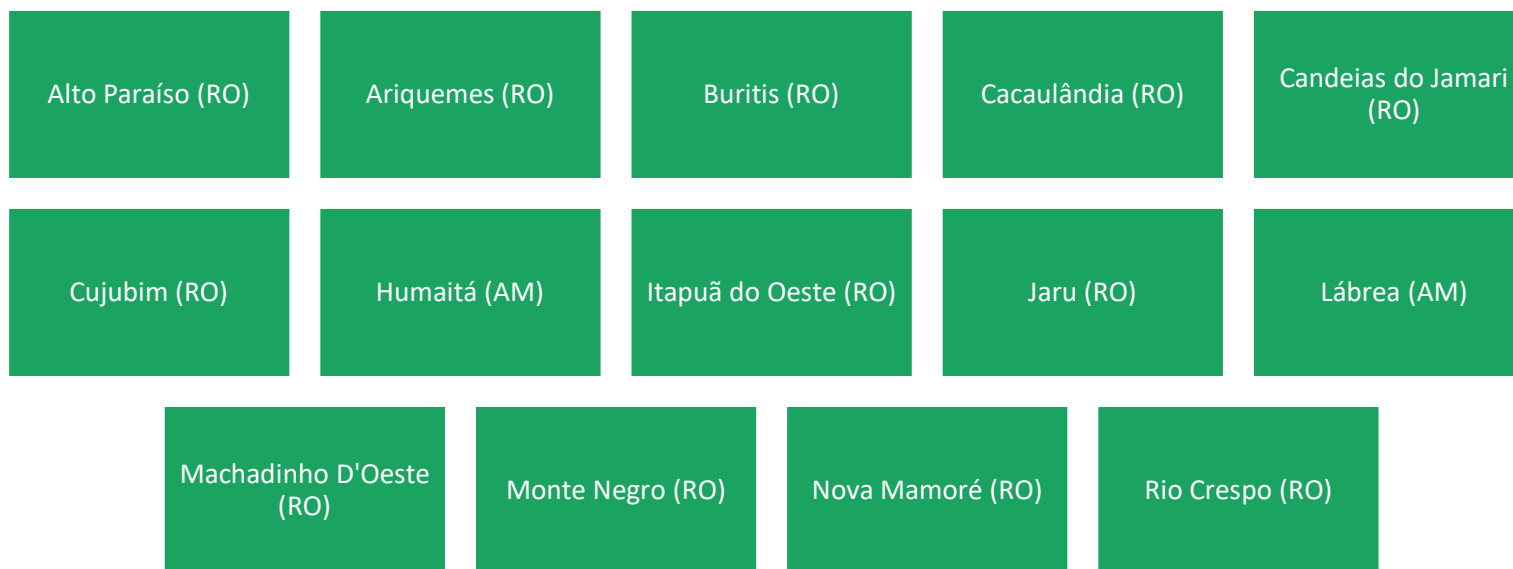 Alto Paraíso (RO)
Ariquemes (RO)
Buritis (RO)
Cacaulândia (RO)
Candeias do Jamari
(RO)
Cujubim (RO)
Humaitá (AM)
Itapuã do Oeste (RO)
Jaru (RO)
Lábrea (AM)
Machadinho D'Oeste
(RO)
Monte Negro (RO)
Nova Mamoré (RO)
Rio Crespo (RO)